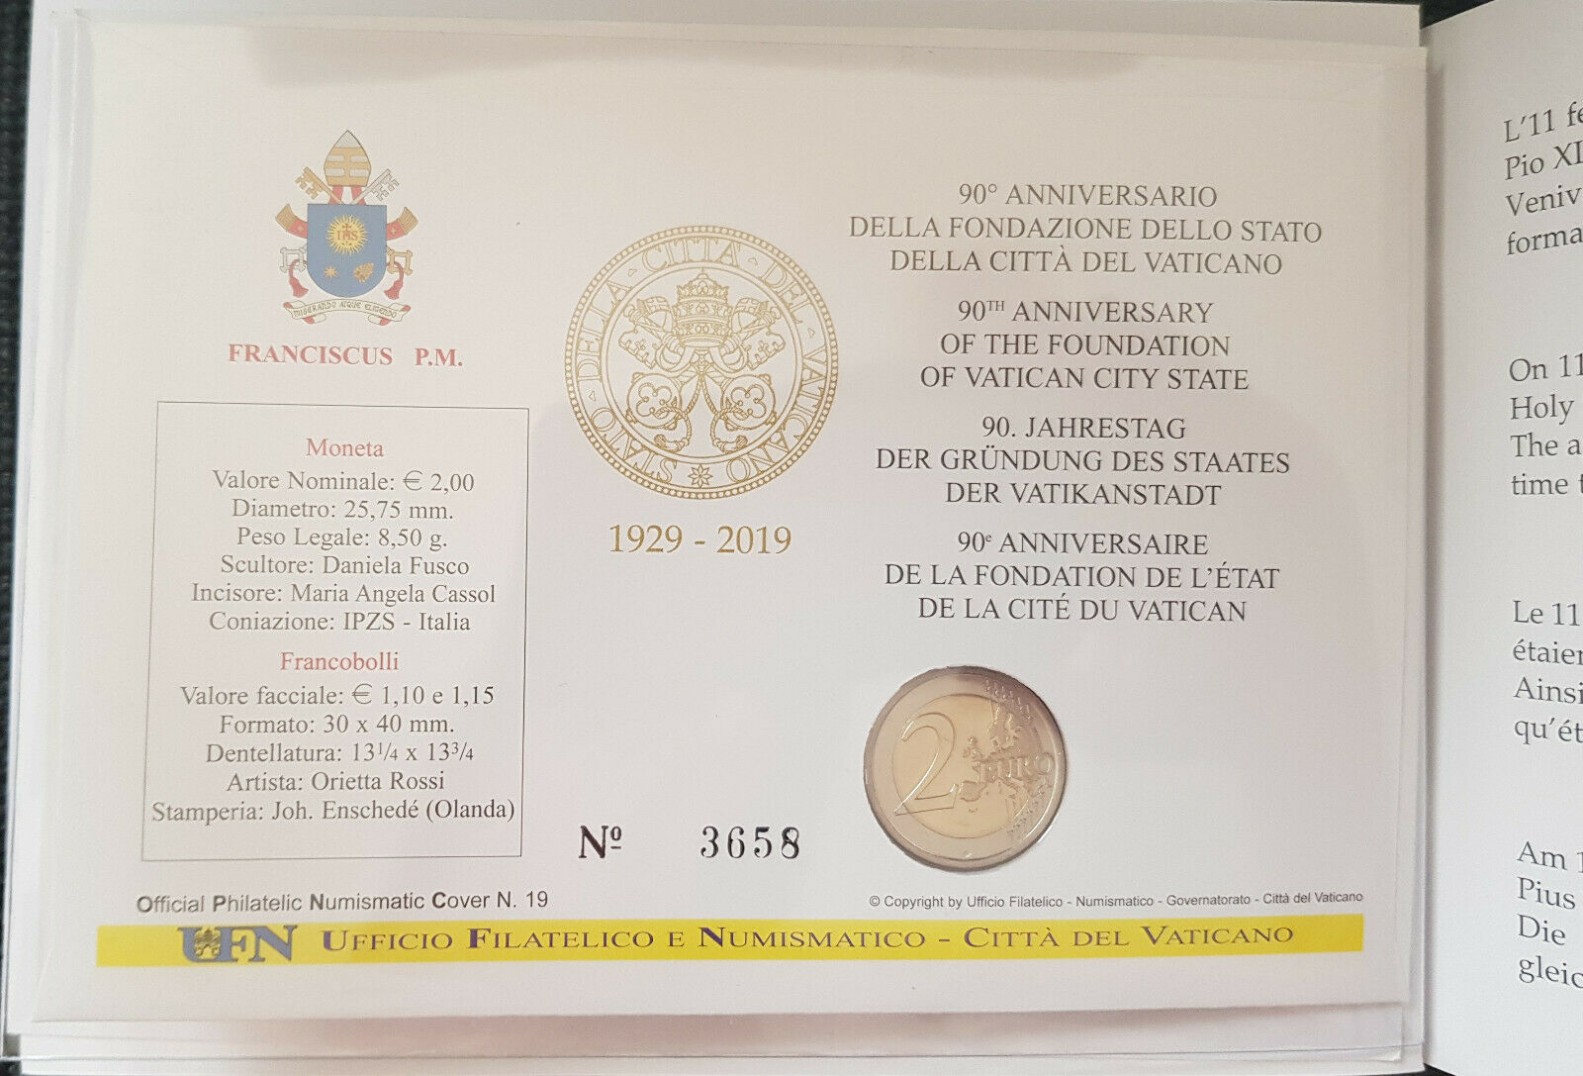 IHS
MISERANDO ATQUE ELIGENDO
FRANCISCUS P.M.
Moneta
Valore Nominale: € 2,00
Diametro: 25,75 mm.
Peso Legale: 8,50 g.
Scultore: Daniela Fusco
Incisore: Maria Angela Cassol
Coniazione: IPZS - Italia
Francobolli
Valore facciale: € 1,10 e 1,15
Formato: 30 x 40 mm.
Dentellatura: 13¹/4 x 13³/4
Artista: Orietta Rossi
Stamperia: Joh. Enschedé (Olanda)
STATO DELLA CITTÀ DEL VATICANO
1929 - 2019
90° ANNIVERSARIO
DELLA FONDAZIONE DELLO STATO
DELLA CITTÀ DEL VATICANO
90TH ANNIVERSARY
OF THE FOUNDATION
OF VATICAN CITY STATE
90. JAHRESTAG
DER GRÜNDUNG DES STAATES
DER VATIKANSTADT
90e ANNIVERSAIRE
DE LA FONDATION DE L'ÉTAT
DE LA CITÉ DU VATICAN
2 EURO
Nº 3658
Official Philatelic Numismatic Cover N. 19
© Copyright by Ufficio Filatelico - Numismatico - Governatorato - Città del Vaticano
UFN UFFICIO FILATELICO E NUMISMATICO - CITTÀ DEL VATICANO
L'11 fe
Pio XI
Veniv
forma
On 11
Holy
The a
time t
Le 11
étaien
Ainsi
qu'ét
Am 1
Pius
Die
gleic